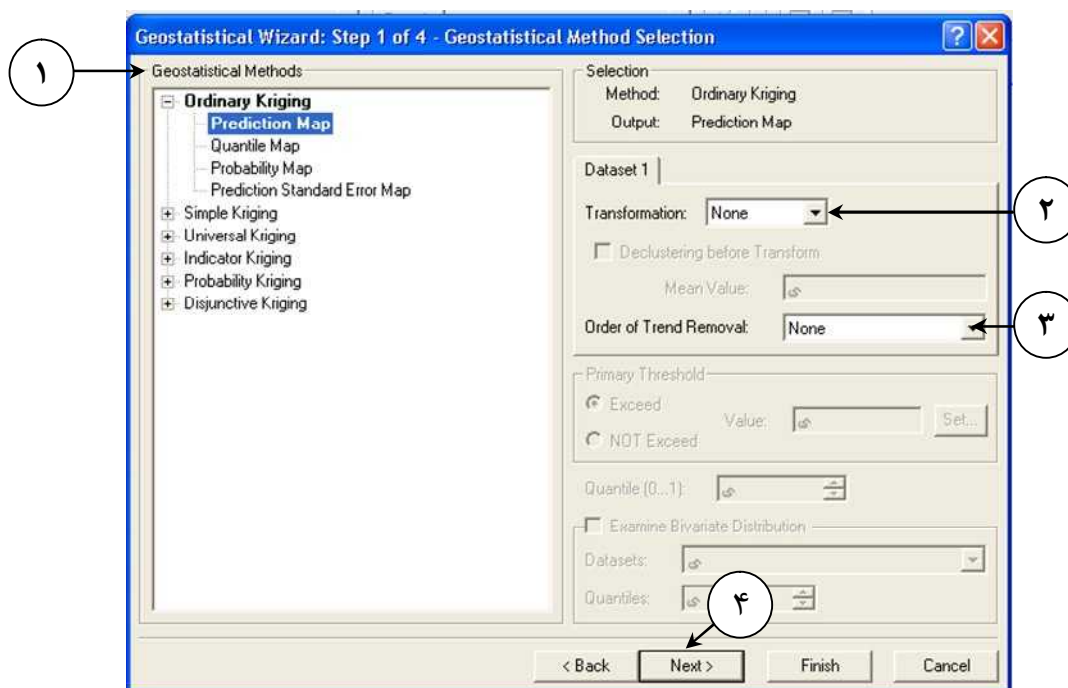 Geostatistical Wizard: Step 1 of 4 - Geostatistical Method Selection
۱
Geostatistical Methods
Ordinary Kriging
Prediction Map
Quantile Map
Probability Map
Prediction Standard Error Map
Simple Kriging
Universal Kriging
Indicator Kriging
Probability Kriging
Disjunctive Kriging
Selection
Method: Ordinary Kriging
Output: Prediction Map
Dataset 1
Transformation: None
۲
Declustering before Transform
Mean Value:
Order of Trend Removal: None
۳
Primary Threshold
Exceed
Value: Set...
NOT Exceed
Quantile (0...1):
Examine Bivariate Distribution
Datasets:
Quantiles:
۴
< Back Next > Finish Cancel